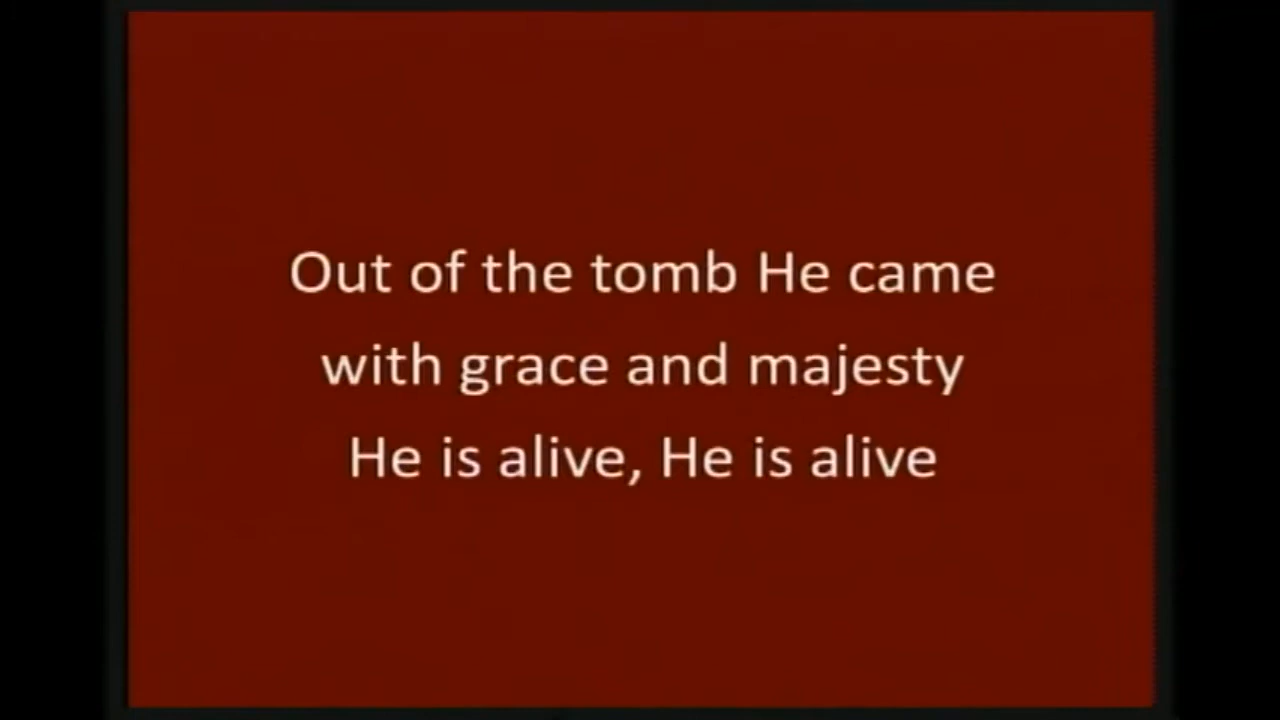 Out of the tomb He came
with grace and majesty
He is alive, He is alive